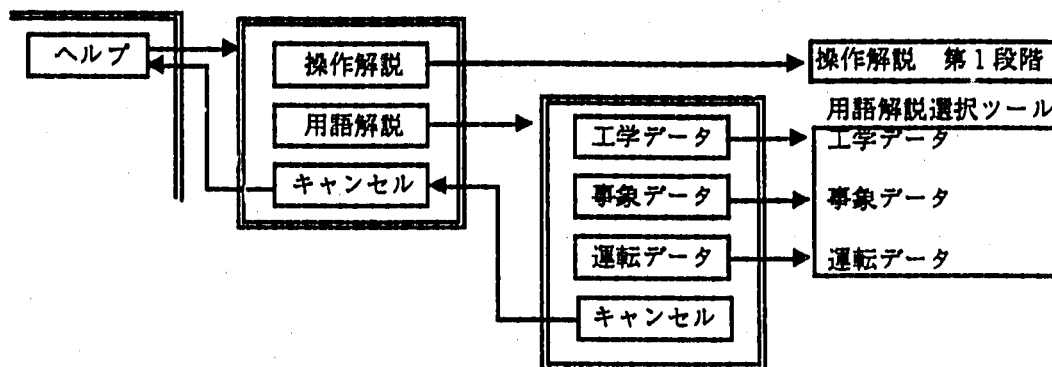 ヘルプ
操作解説
用語解説
キャンセル
工学データ
事象データ
運転データ
キャンセル
操作解説 第1段階
用語解説選択ツール
工学データ
事象データ
運転データ